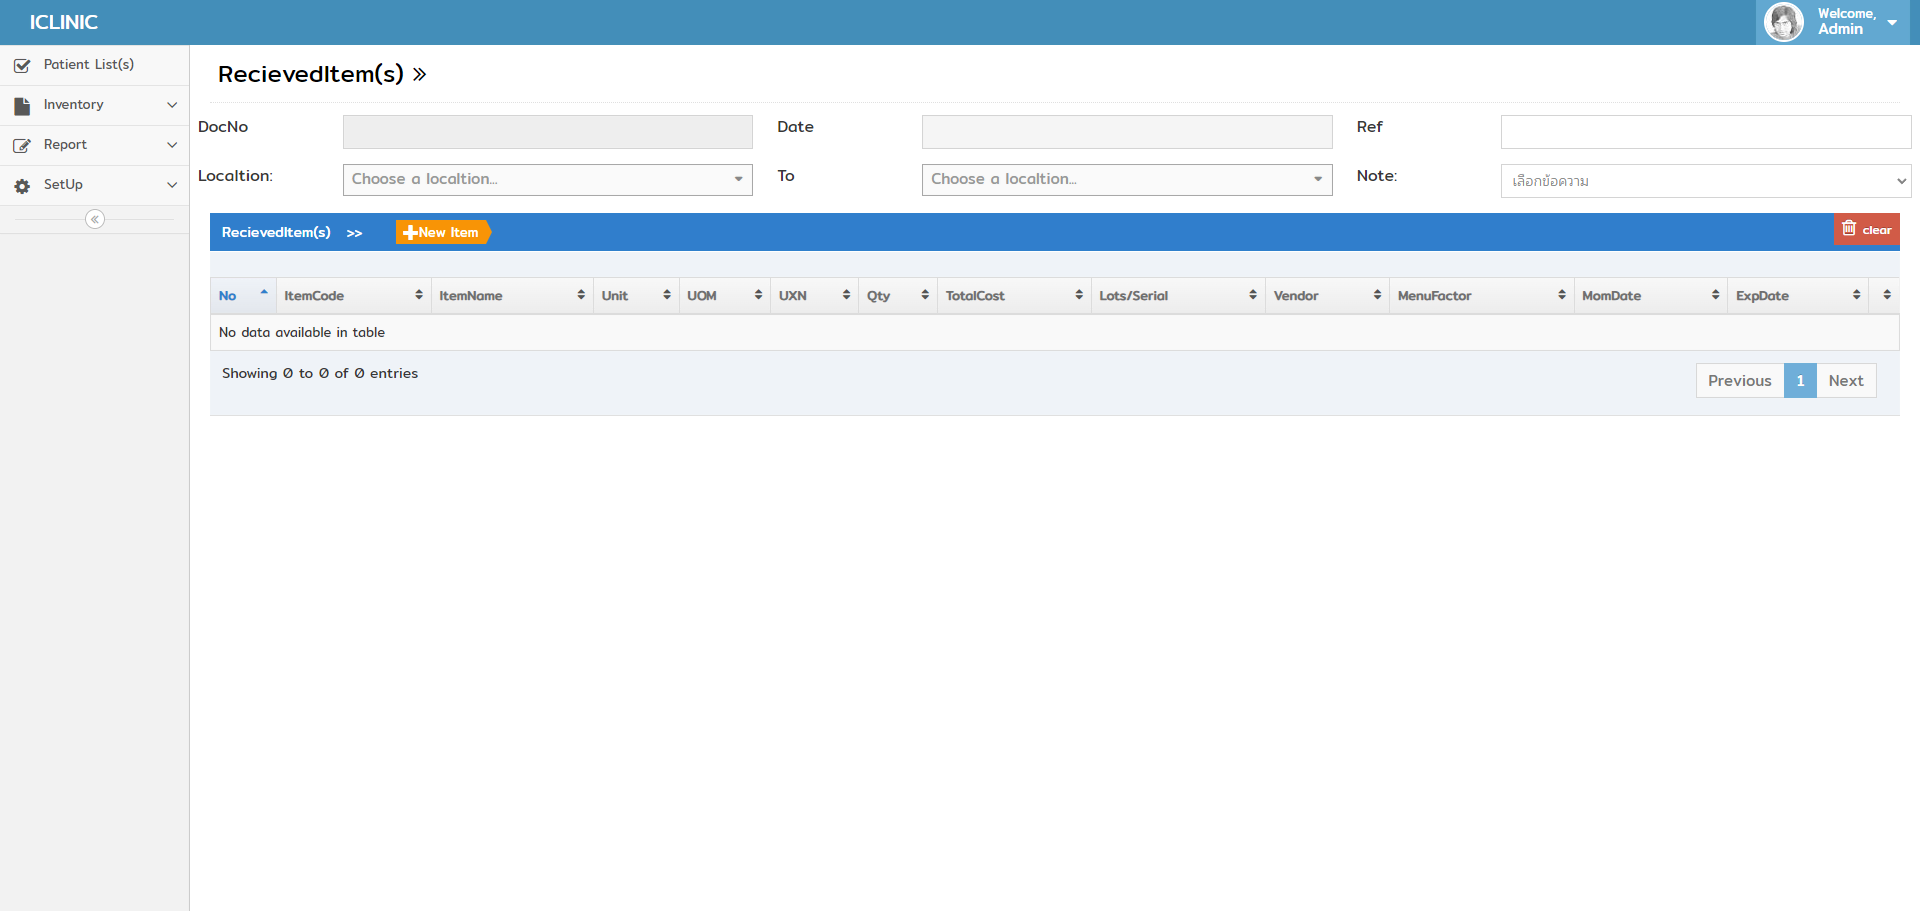 ICLINIC
Welcome,
Admin
Patient List(s)
Inventory
Report
SetUp
RecievedItem(s) »
DocNo
Date
Ref
Localtion:
Choose a localtion...
To
Choose a localtion...
Note:
เลือกข้อความ
RecievedItem(s) >>
New Item
clear
No ItemCode ItemName Unit UOM UXN Qty TotalCost Lots/Serial Vendor MenuFactor MomDate ExpDate
No data available in table
Showing 0 to 0 of 0 entries
Previous 1 Next